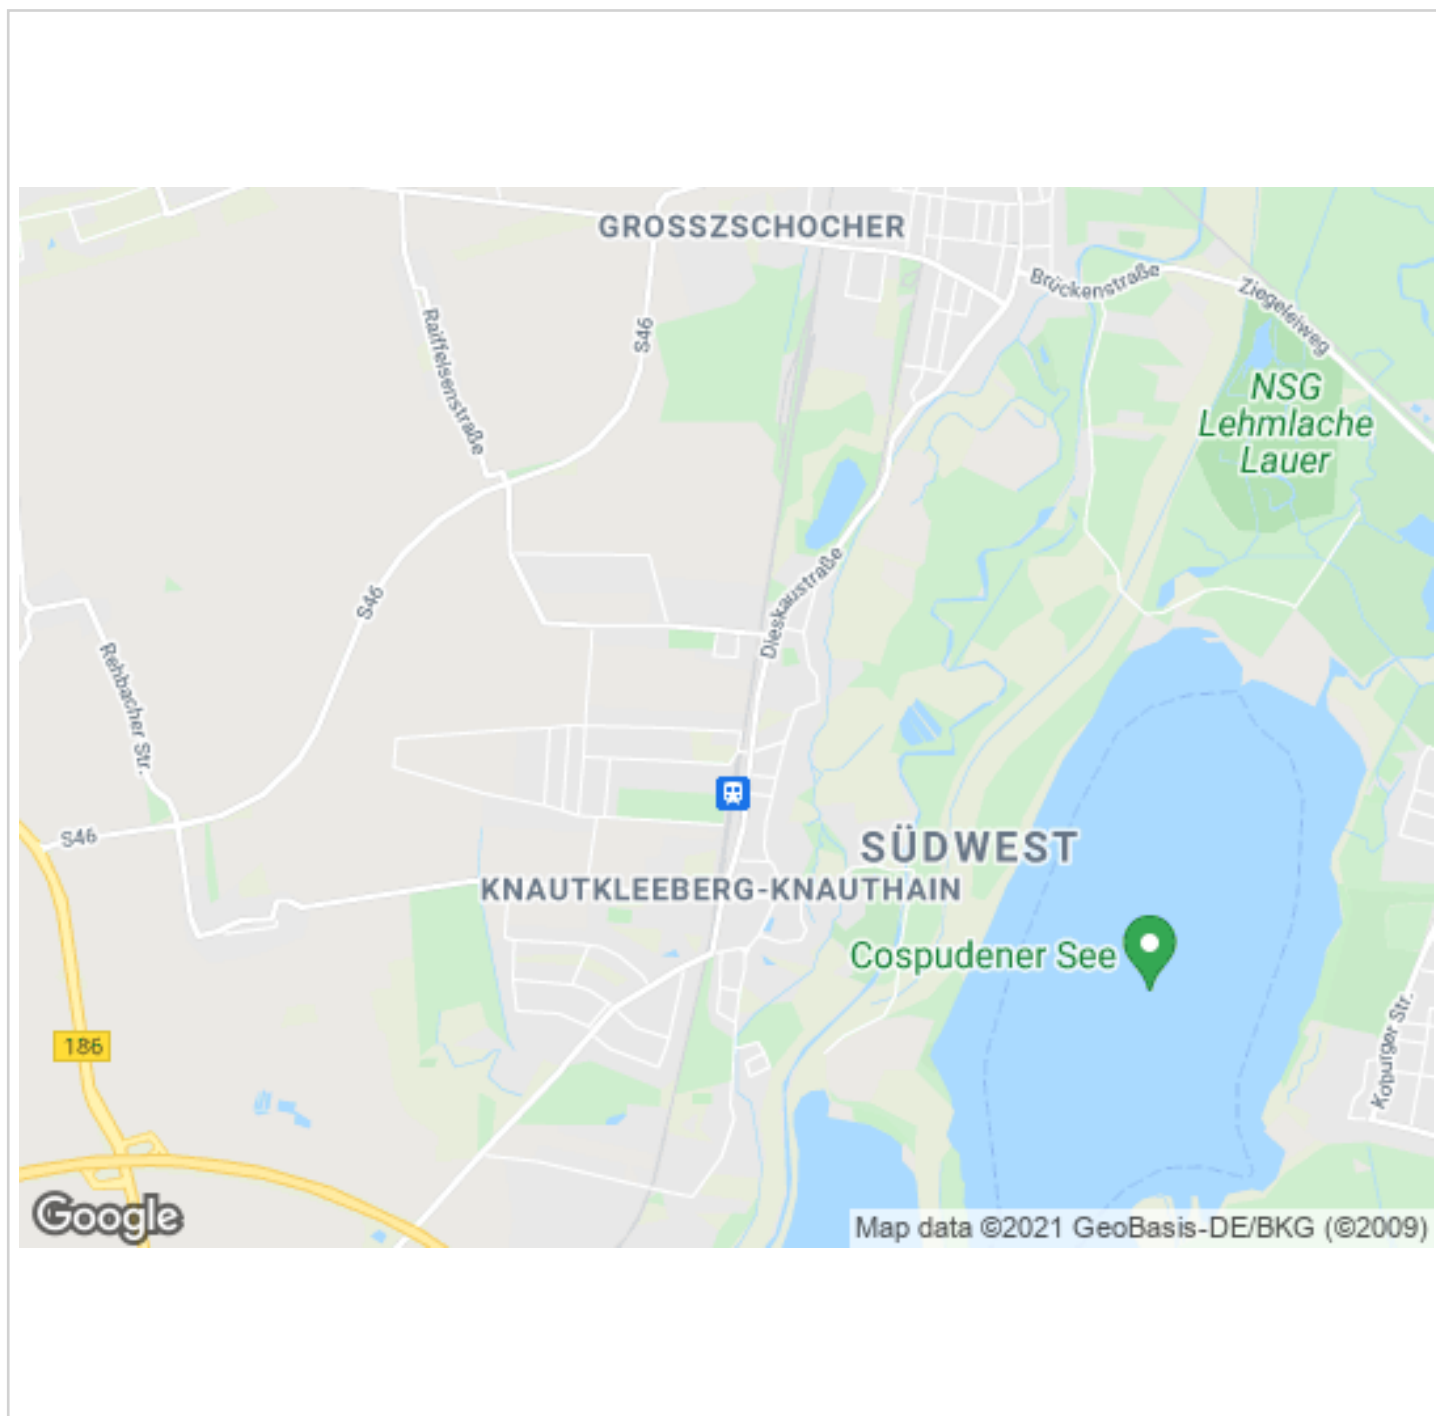 GROSSZSCHOCHER
Brückenstraße
Ziegeleiweg
Raiffeisenstraße
S46
NSG
Lehmlache
Lauer
Dieskaustraße
S46
Rehbacher Str.
S46
SÜDWEST
KNAUTKLEEBERG-KNAUTHAIN
Cospudener See
Koburger Str.
186
Google
Map data ©2021 GeoBasis-DE/BKG (©2009)